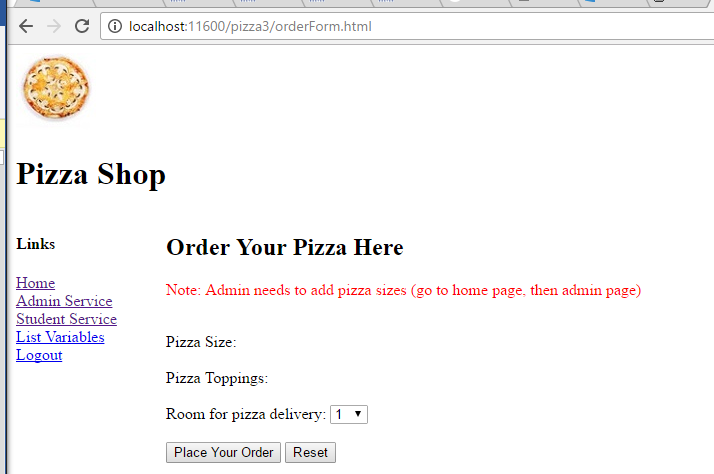 localhost:11600/pizza3/orderForm.html
Pizza Shop
Links
Home
Admin Service
Student Service
List Variables
Logout
Order Your Pizza Here
Note: Admin needs to add pizza sizes (go to home page, then admin page)
Pizza Size:
Pizza Toppings:
Room for pizza delivery: 1
Place Your Order Reset